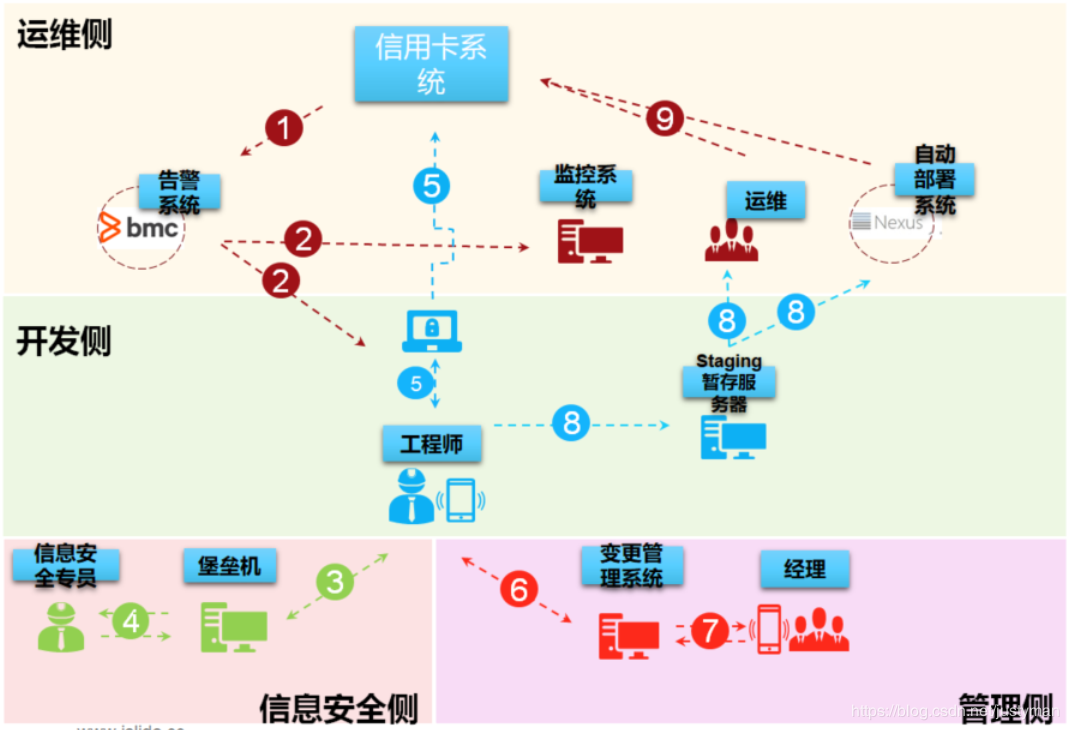 运维侧
信用卡系
统
1
9
告警
系统
bmc
5
监控系
统
运维
自动
部署
系统
Nexus
2
2
开发侧
8
8
5
Staging
暂存服
务器
8
工程师
信息安
全专员
堡垒机
3
4
信息安全侧
变更管
理系统
经理
6
7
管理侧
https://blog.csdn.net/justyman